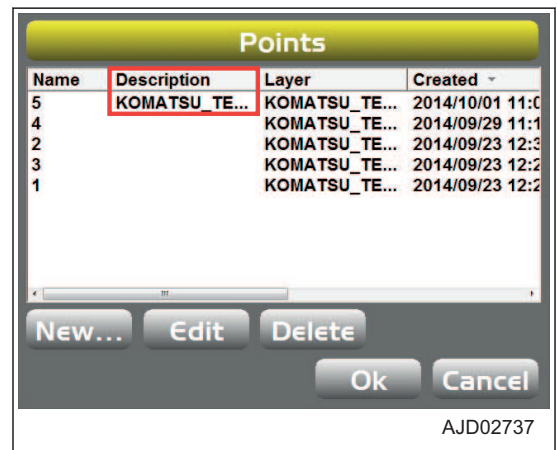 Points
Name Description Layer Created
5 KOMATSU_TE... KOMATSU_TE... 2014/10/01 11:0
4 KOMATSU_TE... 2014/09/29 11:1
2 KOMATSU_TE... 2014/09/23 12:3
3 KOMATSU_TE... 2014/09/23 12:2
1 KOMATSU_TE... 2014/09/23 12:2
New... Edit Delete
Ok Cancel
AJD02737